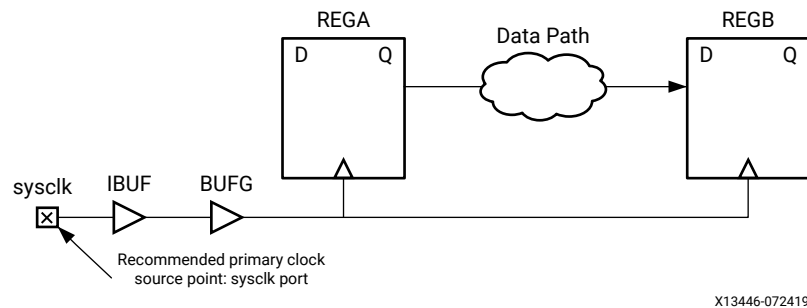 REGA
REGB
Data Path
D Q
D Q
sysclk
IBUF
BUFG
Recommended primary clock
source point: sysclk port
X13446-072419